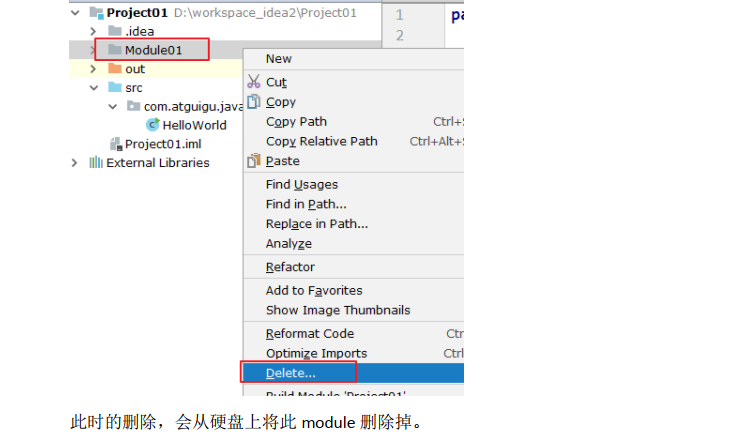 Project01 D:\workspace_idea2\Project01
.idea
Module01
out
src
com.atguigu.java
HelloWorld
Project01.iml
External Libraries
1
2
pa
New
Cut
Copy
Copy Path Ctrl+S
Copy Relative Path Ctrl+Alt+S
Paste
Find Usages
Find in Path...
Replace in Path...
Analyze
Refactor
Add to Favorites
Show Image Thumbnails
Reformat Code Ctr
Optimize Imports Ctrl
Delete...
Build Module 'Project01'
此时的删除，会从硬盘上将此 module 删除掉。